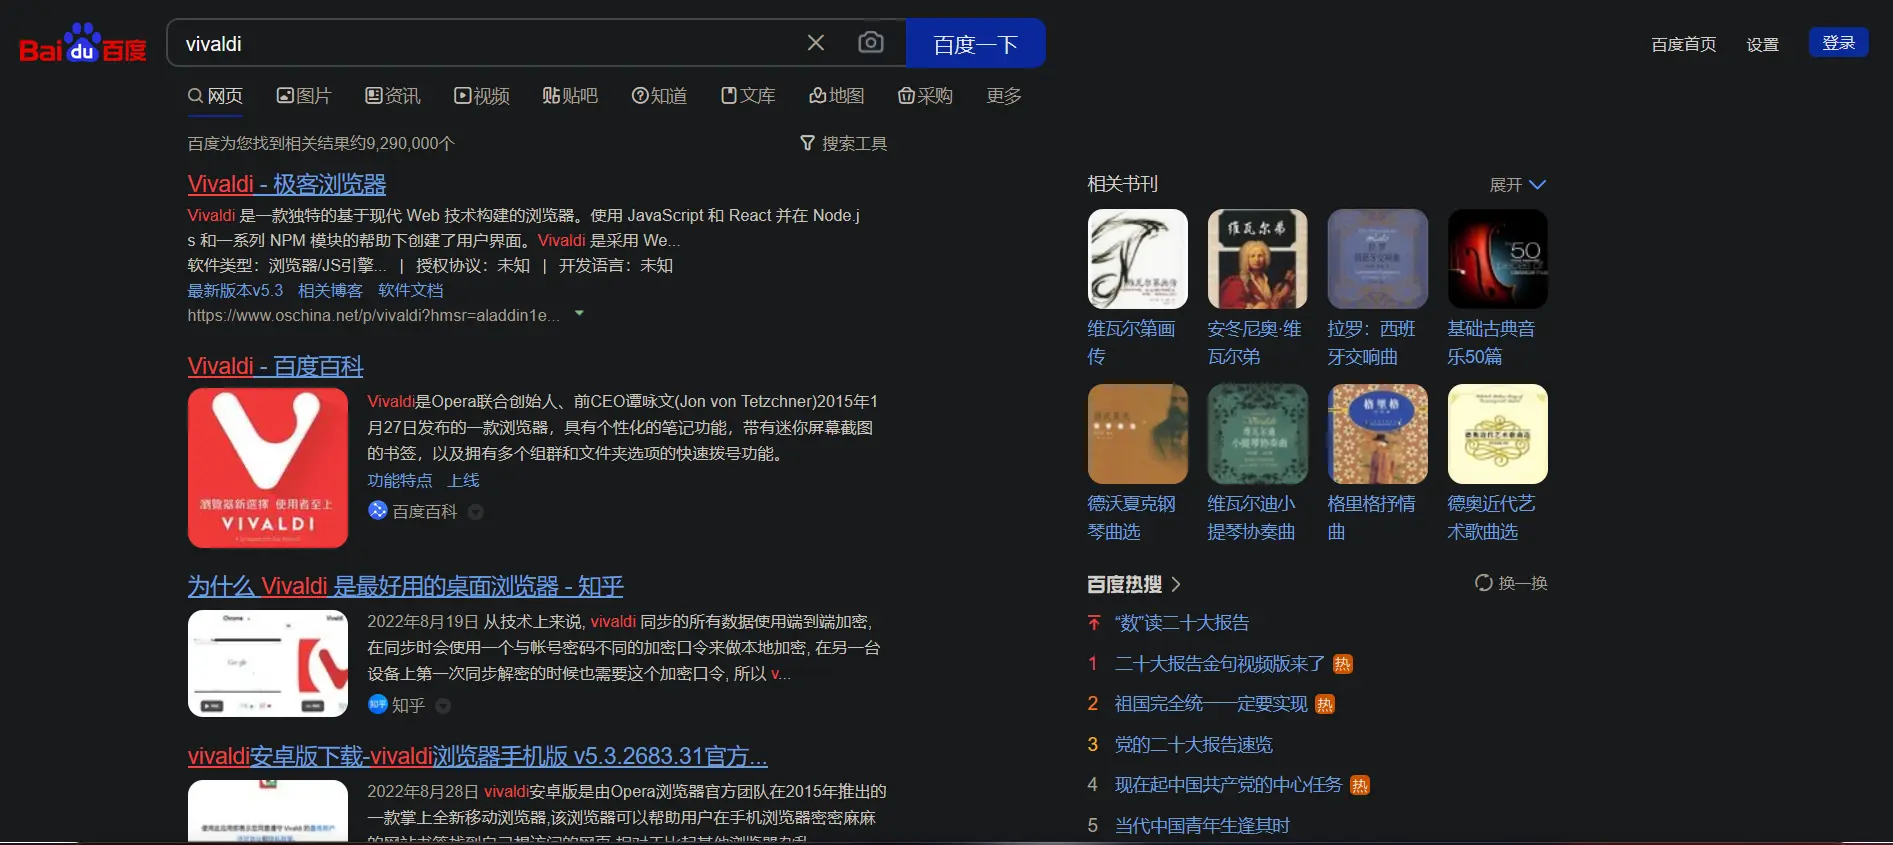 Bai du 百度
vivaldi
百度一下
百度首页 设置 登录
网页 图片 资讯 视频 贴吧 知道 文库 地图 采购 更多
百度为您找到相关结果约9,290,000个
搜索工具
Vivaldi - 极客浏览器
Vivaldi 是一款独特的基于现代 Web 技术构建的浏览器。使用 JavaScript 和 React 并在 Node.j
s 和一系列 NPM 模块的帮助下创建了用户界面。Vivaldi 是采用 We...
软件类型：浏览器/JS引擎... | 授权协议：未知 | 开发语言：未知
最新版本v5.3 相关博客 软件文档
https://www.oschina.net/p/vivaldi?hmsr=aladdin1e...
Vivaldi - 百度百科
瀏覽器新選擇 使用者至上
VIVALDI
Vivaldi是Opera联合创始人、前CEO谭咏文(Jon von Tetzchner)2015年1
月27日发布的一款浏览器，具有个性化的笔记功能，带有迷你屏幕截图
的书签，以及拥有多个组群和文件夹选项的快速拨号功能。
功能特点 上线
百度百科
为什么 Vivaldi 是最好用的桌面浏览器 - 知乎
Chrome
2022年8月19日 从技术上来说, vivaldi 同步的所有数据使用端到端加密,
在同步时会使用一个与帐号密码不同的加密口令来做本地加密, 在另一台
设备上第一次同步解密的时候也需要这个加密口令, 所以 v...
知乎 知乎
vivaldi安卓版下载-vivaldi浏览器手机版 v5.3.2683.31官方...
2022年8月28日 vivaldi安卓版是由Opera浏览器官方团队在2015年推出的
一款掌上全新移动浏览器,该浏览器可以帮助用户在手机浏览器密密麻麻
相关书刊
展开
维瓦尔弟
50
维瓦尔第画
传
安冬尼奥·维
瓦尔弟
拉罗：西班
牙交响曲
基础古典音
乐50篇
格里格
德沃夏克钢
琴曲选
维瓦尔迪小
提琴协奏曲
格里格抒情
曲
德奥近代艺
术歌曲选
百度热搜
换一换
“数”读二十大报告
1 二十大报告金句视频版来了 热
2 祖国完全统一一定要实现 热
3 党的二十大报告速览
4 现在起中国共产党的中心任务 热
5 当代中国青年生逢其时